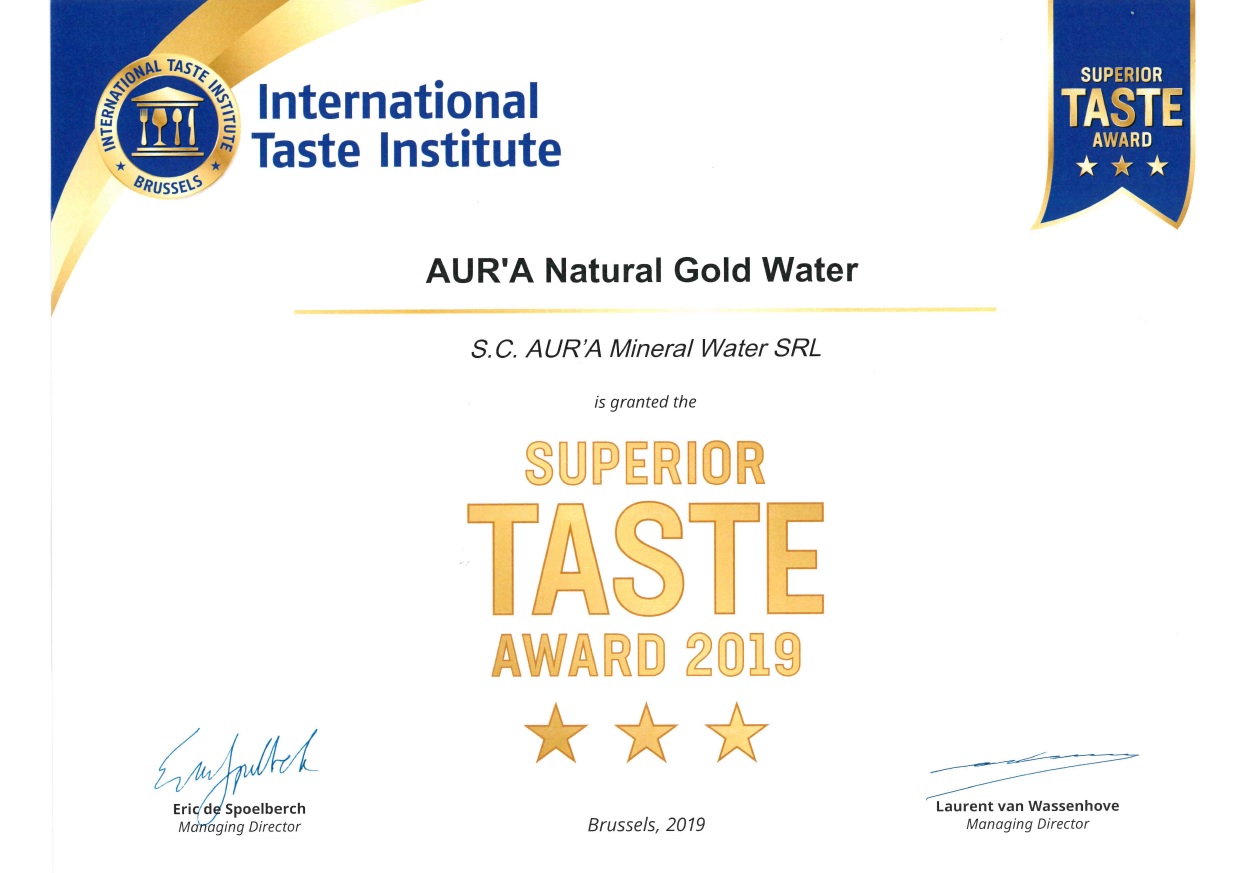 INTERNATIONAL TASTE INSTITUTE
BRUSSELS
International
Taste Institute
SUPERIOR
TASTE
AWARD
AUR'A Natural Gold Water
S.C. AUR’A Mineral Water SRL
is granted the
SUPERIOR
TASTE
AWARD 2019
Eric de Spoelberch
Managing Director
Brussels, 2019
Laurent van Wassenhove
Managing Director